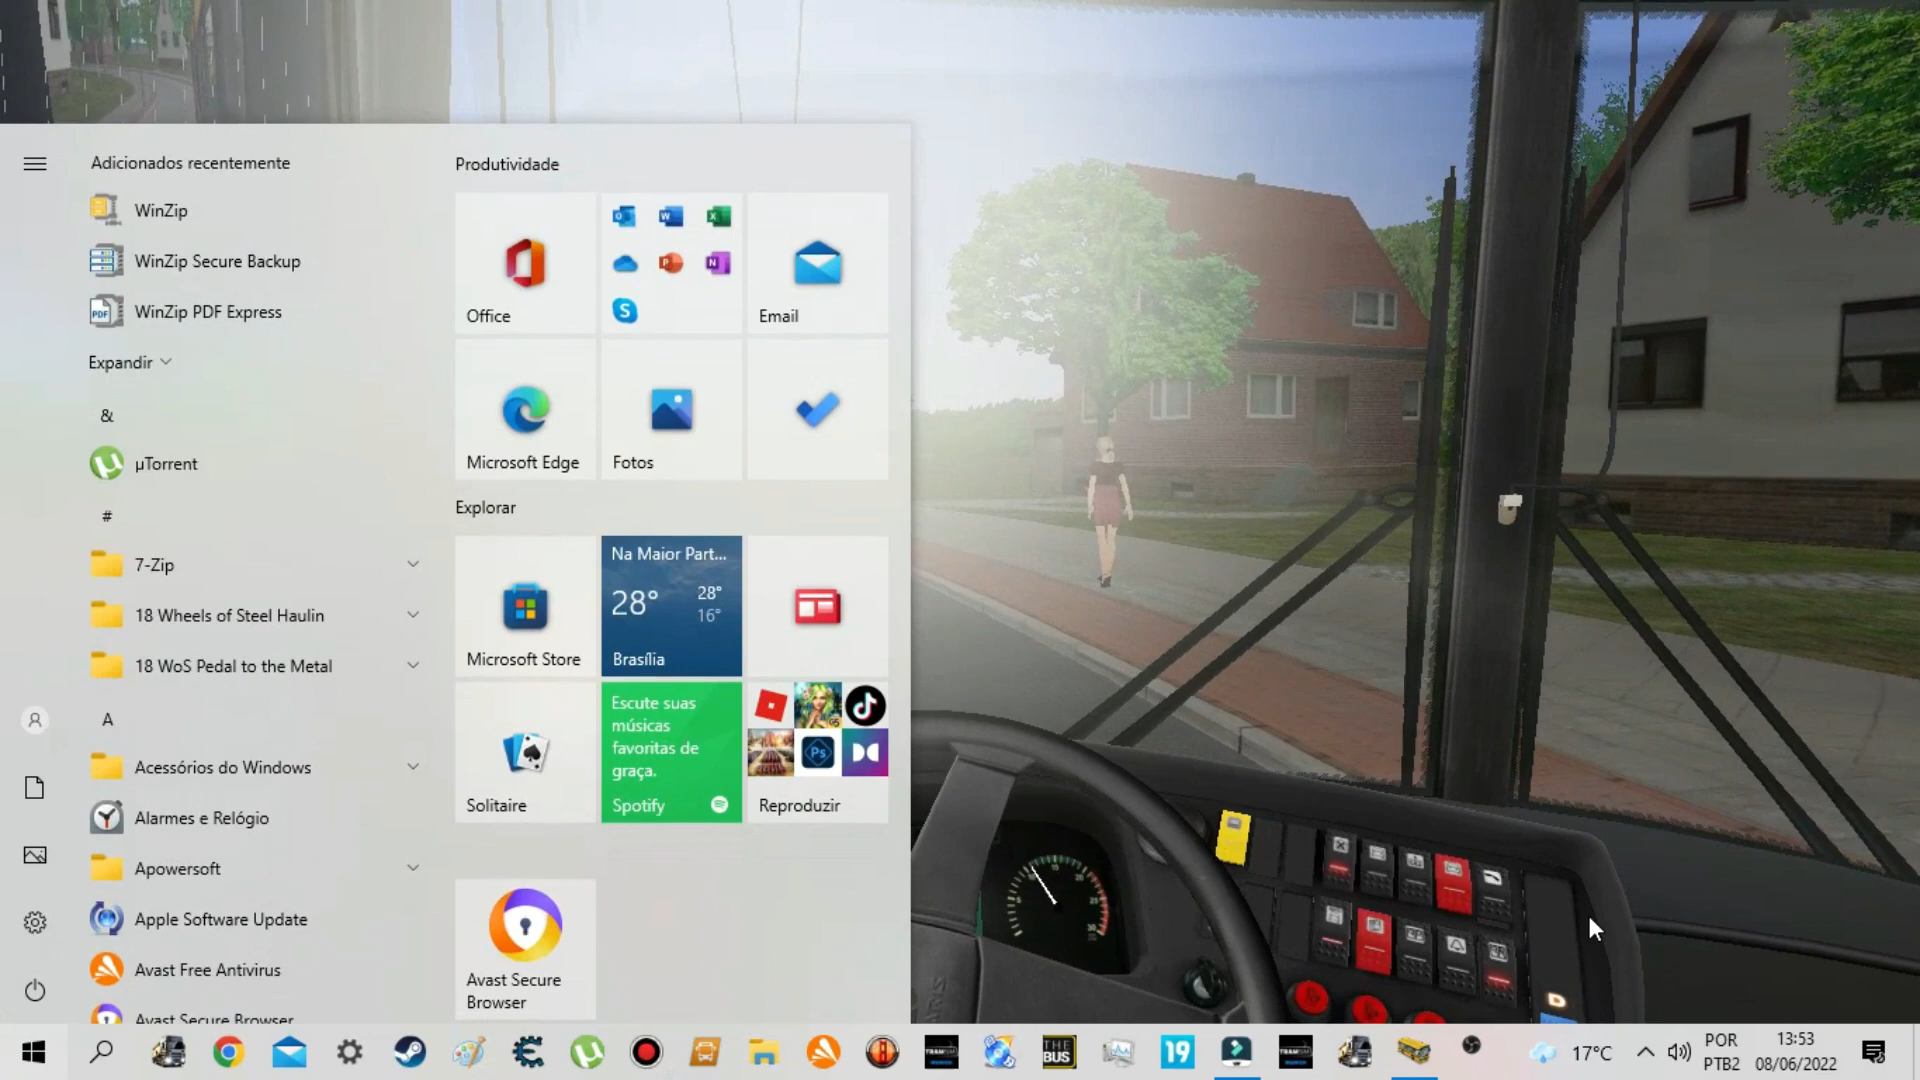 Adicionados recentemente
WinZip
WinZip Secure Backup
WinZip PDF Express
Expandir
&
µTorrent
#
7-Zip
18 Wheels of Steel Haulin
18 WoS Pedal to the Metal
A
Acessórios do Windows
Alarmes e Relógio
Apowersoft
Apple Software Update
Avast Free Antivirus
Avast Secure Browser
Produtividade
Office
Email
Microsoft Edge
Fotos
Explorar
Microsoft Store
Na Maior Part...
28°
28°
16°
Brasília
Solitaire
Escute suas
músicas
favoritas de
graça.
Spotify
Reproduzir
Avast Secure
Browser
THE
BUS
19
17°C
POR
PTB2
13:53
08/06/2022